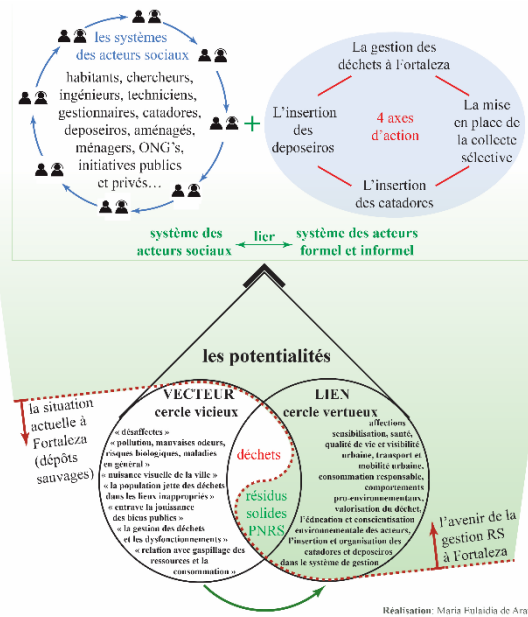 les systèmes
des acteurs sociaux
habitants, chercheurs,
ingénieurs, techniciens,
gestionnaires, catadores,
deposeiros, aménagés,
ménagers, ONG's,
initiatives publics
et privés…
+
La gestion des
déchets à Fortaleza
L'insertion
des
deposeiros
4 axes
d'action
La mise
en place de
la collecte
sélective
L'insertion
des catadores
système des
acteurs sociaux
lier
système des acteurs
formel et informel
les potentialités
la situation
actuelle à
Fortaleza
(dépôts
sauvages)
VECTEUR
cercle vicieux
« désaffectes »
« pollution, mauvaises odeurs,
risques biologiques, maladies
en général »
« nuisance visuelle de la ville »
« la population jette des déchets
dans les lieux inappropriés »
« entrave la jouissance
des biens publics »
« la gestion des déchets
et les dysfonctionnements »
« relation avec gaspillage des
ressources et la
consommation »
déchets
résidus
solides
PNRS
LIEN
cercle vertueux
affections
sensibilisation, santé,
qualité de vie et visibilité
urbaine, transport et
mobilité urbaine,
consommation responsable,
comportements
pro-environnementaux,
valorisation du déchet,
l'éducation et conscientisation
environnementale des acteurs,
l'insertion et organisation des
catadores et deposeiros
dans le système de gestion
l'avenir de la
gestion RS
à Fortaleza
Réalisation: Maria Eulaidia de Ara